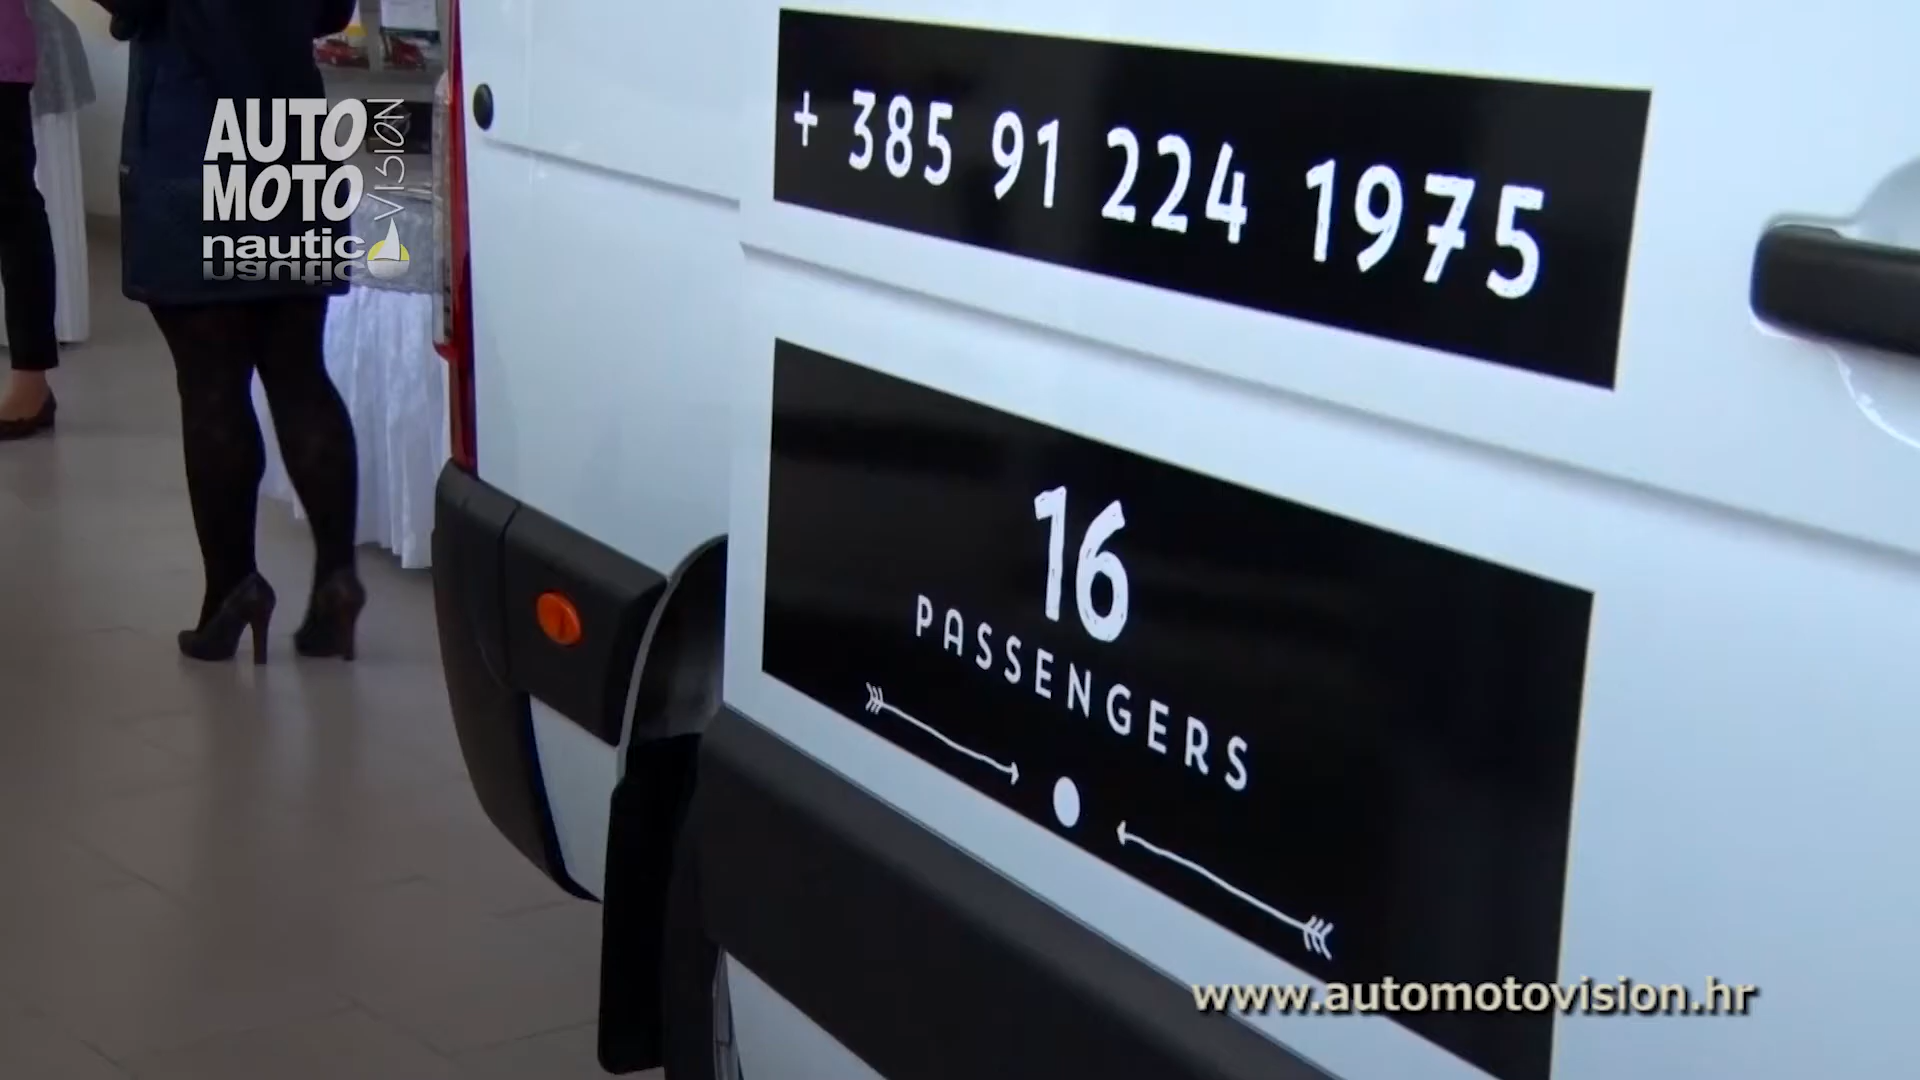 AUTO
MOTO
VISION
nautic
+ 385 91 224 1975
16
PASSENGERS
www.automotovision.hr